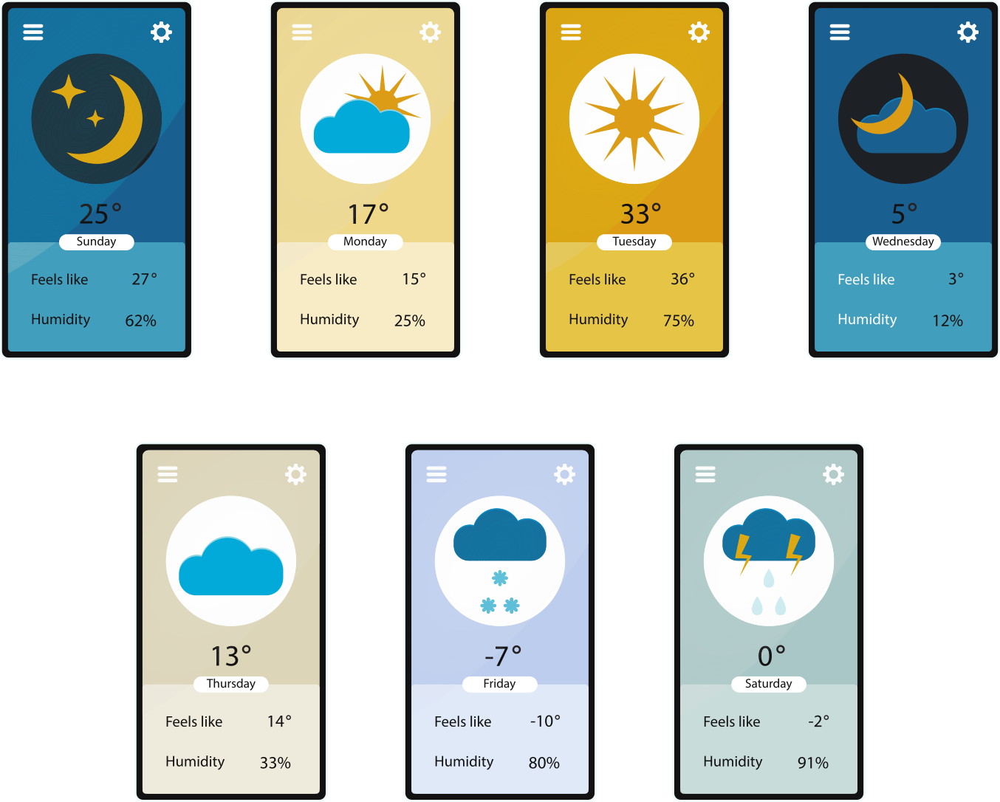 25°
Sunday
Feels like 27°
Humidity 62%
17°
Monday
Feels like 15°
Humidity 25%
33°
Tuesday
Feels like 36°
Humidity 75%
5°
Wednesday
Feels like 3°
Humidity 12%
13°
Thursday
Feels like 14°
Humidity 33%
-7°
Friday
Feels like -10°
Humidity 80%
0°
Saturday
Feels like -2°
Humidity 91%